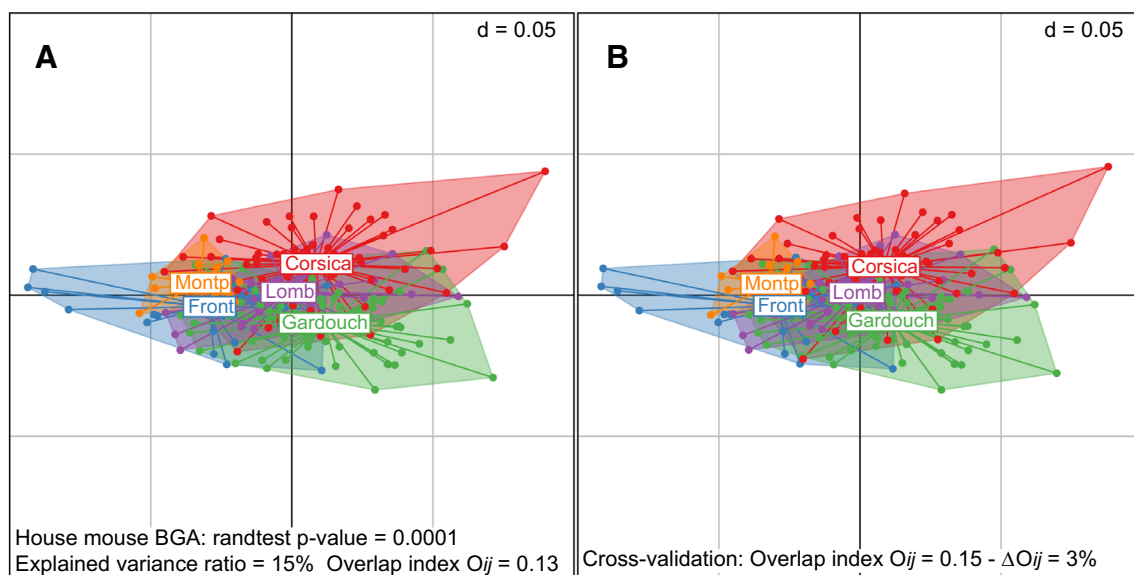 A
d = 0.05
Corsica
Montp
Lomb
Front
Gardouch
House mouse BGA: randtest p-value = 0.0001
Explained variance ratio = 15% Overlap index Oij = 0.13
B
d = 0.05
Corsica
Montp
Lomb
Front
Gardouch
Cross-validation: Overlap index Oij = 0.15 - ΔOij = 3%